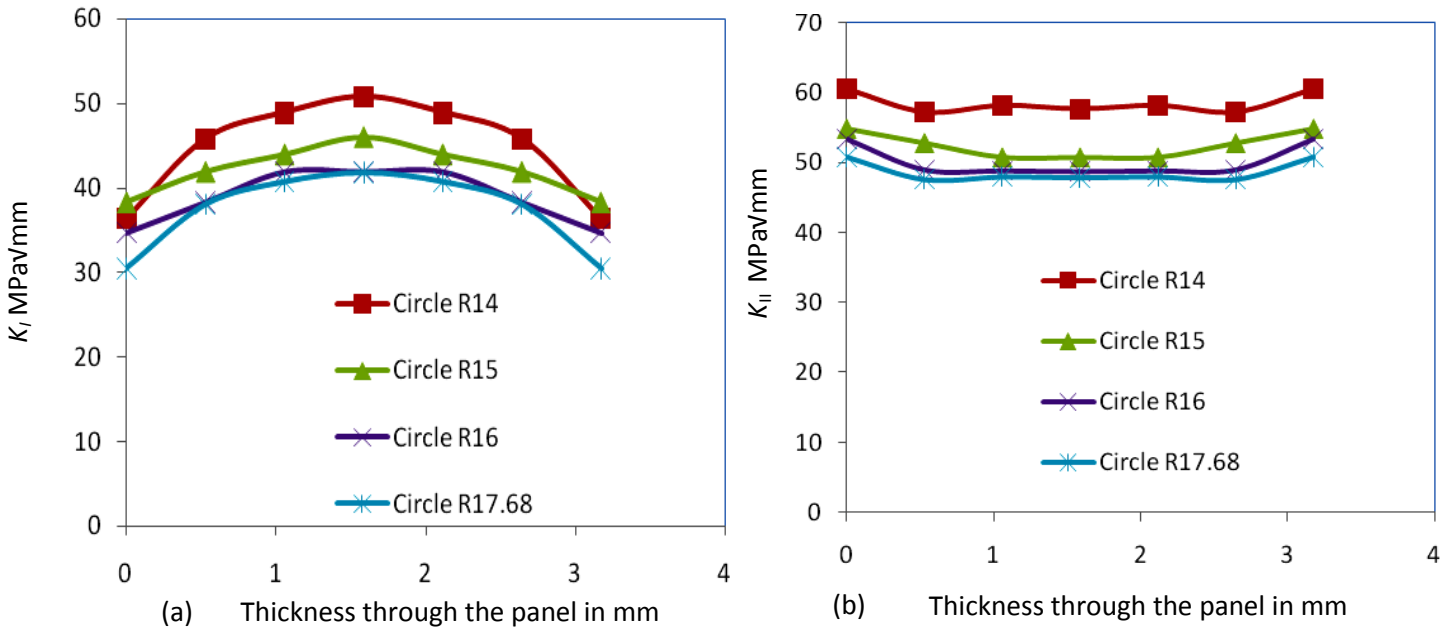 60
50
40
30
20
10
0
K_I MPa√mm
Circle R14
Circle R15
Circle R16
Circle R17.68
0 1 2 3 4
(a) Thickness through the panel in mm
70
60
50
40
30
20
10
0
K_II MPa√mm
Circle R14
Circle R15
Circle R16
Circle R17.68
0 1 2 3 4
(b) Thickness through the panel in mm